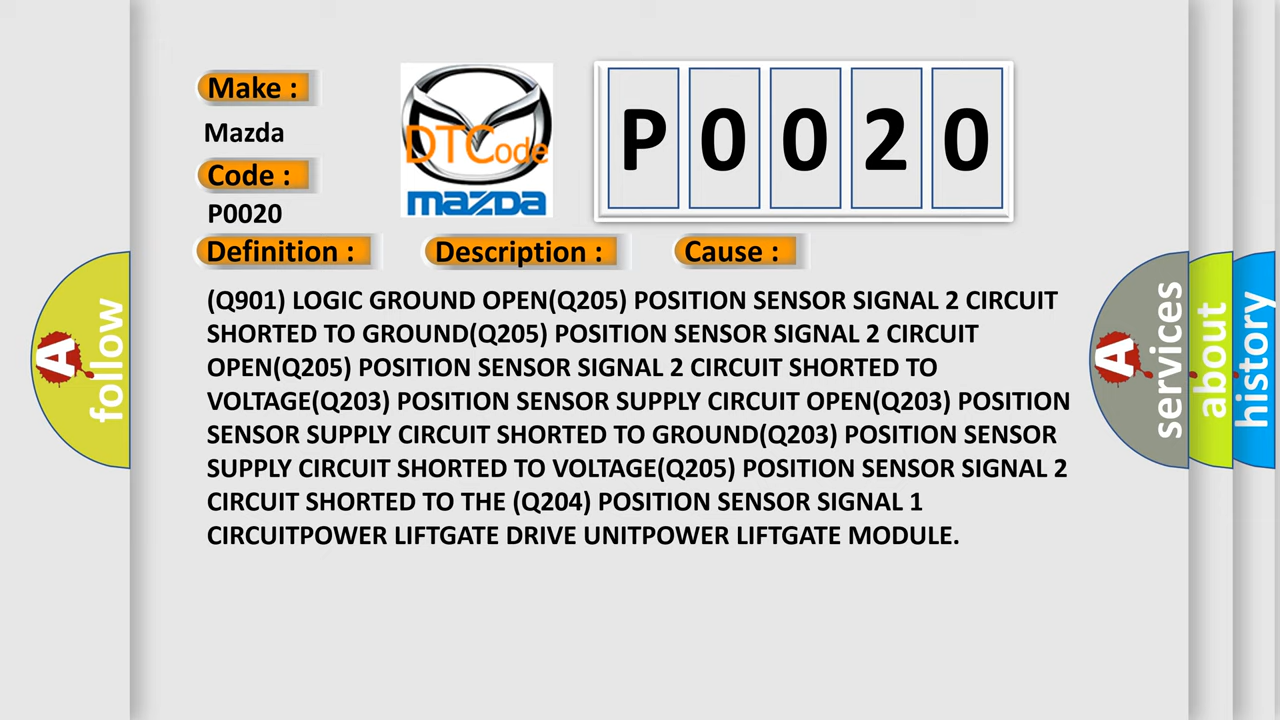 Make :
Mazda
Code :
P0020
DTCode
mazda
P0020
Definition :
Description :
Cause :
(Q901) LOGIC GROUND OPEN(Q205) POSITION SENSOR SIGNAL 2 CIRCUIT
SHORTED TO GROUND(Q205) POSITION SENSOR SIGNAL 2 CIRCUIT
OPEN(Q205) POSITION SENSOR SIGNAL 2 CIRCUIT SHORTED TO
VOLTAGE(Q203) POSITION SENSOR SUPPLY CIRCUIT OPEN(Q203) POSITION
SENSOR SUPPLY CIRCUIT SHORTED TO GROUND(Q203) POSITION SENSOR
SUPPLY CIRCUIT SHORTED TO VOLTAGE(Q205) POSITION SENSOR SIGNAL 2
CIRCUIT SHORTED TO THE (Q204) POSITION SENSOR SIGNAL 1
CIRCUITPOWER LIFTGATE DRIVE UNITPOWER LIFTGATE MODULE.
A follow
A services
about
history